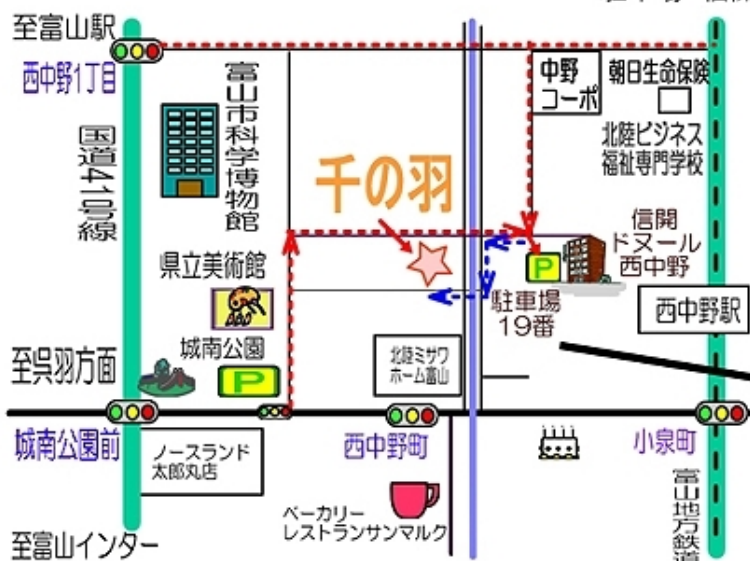 至富山駅
西中野1丁目
国道41号線
富山市科学博物館
千の羽
中野
コーポ
朝日生命保険
北陸ビジネス
福祉専門学校
県立美術館
信開
ドヌール
西中野
P
駐車場
19番
西中野駅
城南公園
P
北陸ミサワ
ホーム富山
至呉羽方面
城南公園前
ノースランド
太郎丸店
西中野町
小泉町
ベーカリー
レストランサンマルク
富山地方鉄道
至富山インター